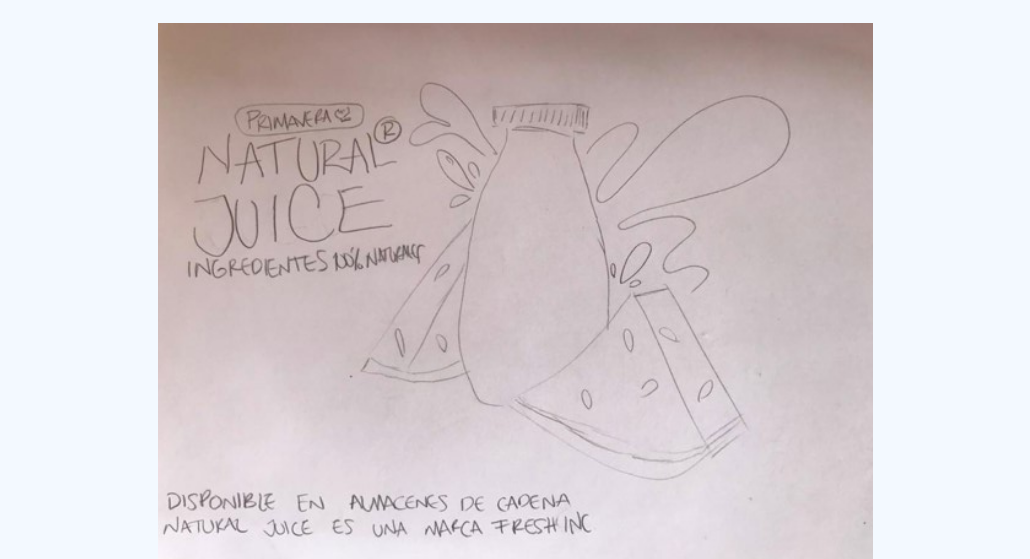 PRIMAVERA
NATURAL®
JUICE
INGREDIENTES 100% NATURALES
DISPONIBLE EN ALMACENES DE CADENA
NATURAL JUICE ES UNA MARCA FRESH INC